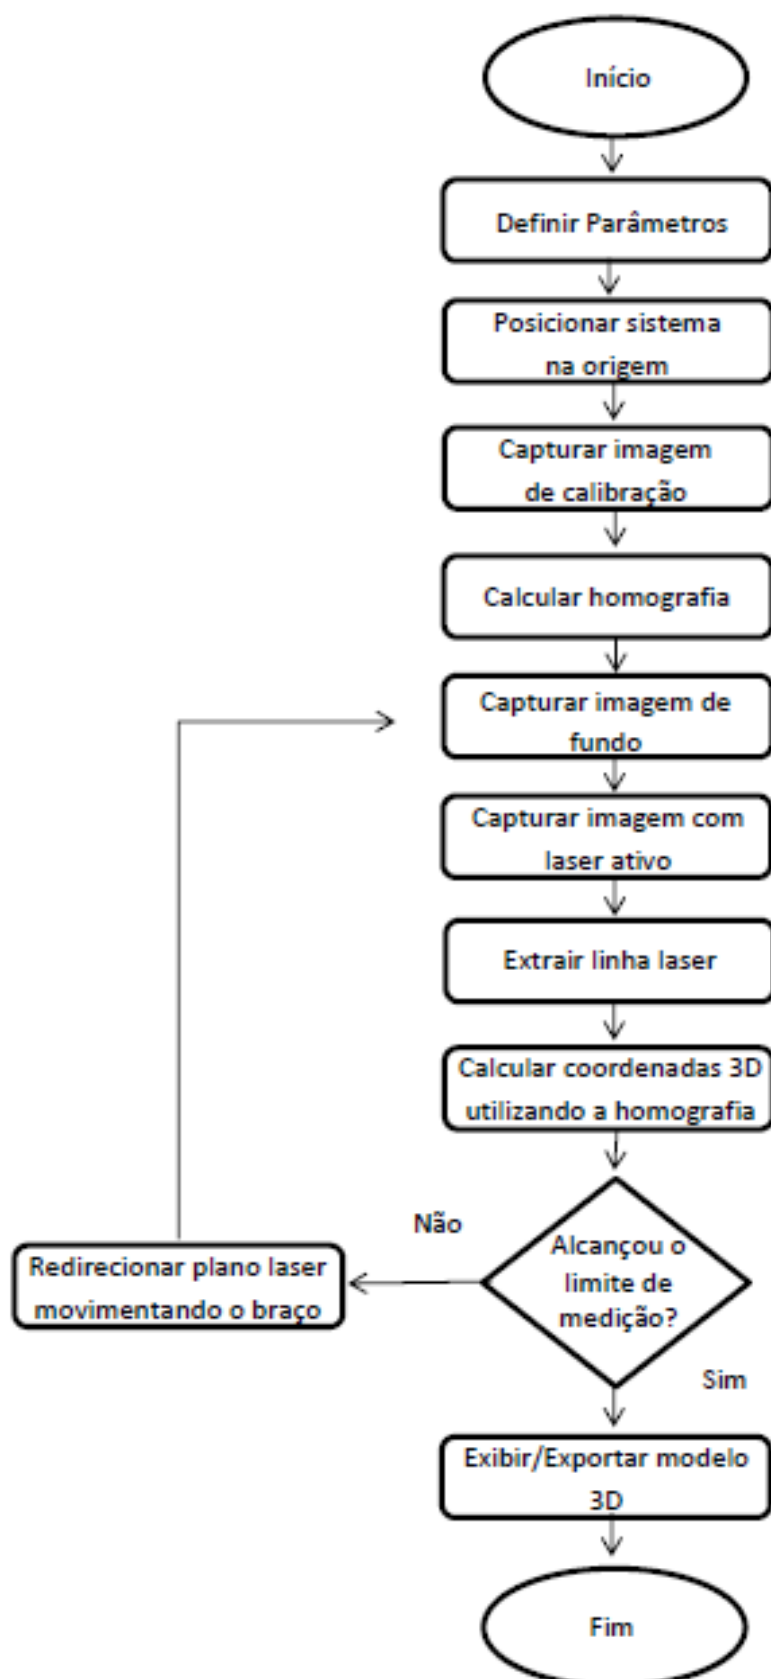 Início
Definir Parâmetros
Posicionar sistema
na origem
Capturar imagem
de calibração
Calcular homografia
Capturar imagem de
fundo
Capturar imagem com
laser ativo
Extrair linha laser
Calcular coordenadas 3D
utilizando a homografia
Alcançou o
limite de
medição?
Não
Redirecionar plano laser
movimentando o braço
Sim
Exibir/Exportar modelo
3D
Fim